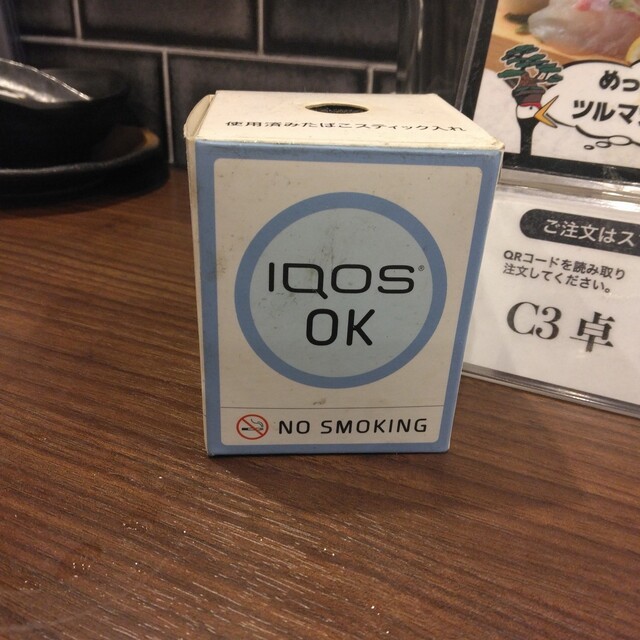 使用済みたばこスティック入れ
IQOS®
OK
NO SMOKING
めっ
ツルマ
ご注文はス
QRコードを読み取り
注文してください。
C3 卓